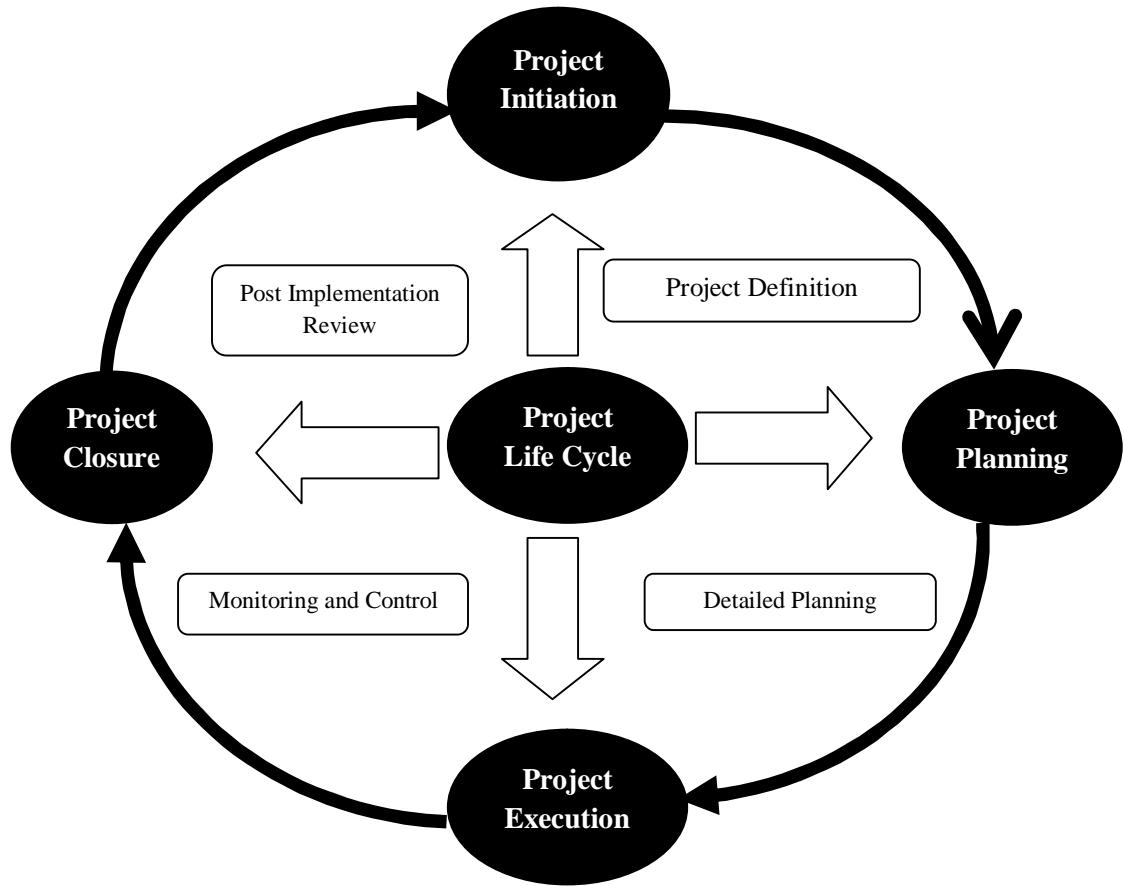 Project
Initiation
Post Implementation
Review
Project Definition
Project
Closure
Project
Life Cycle
Project
Planning
Monitoring and Control
Detailed Planning
Project
Execution